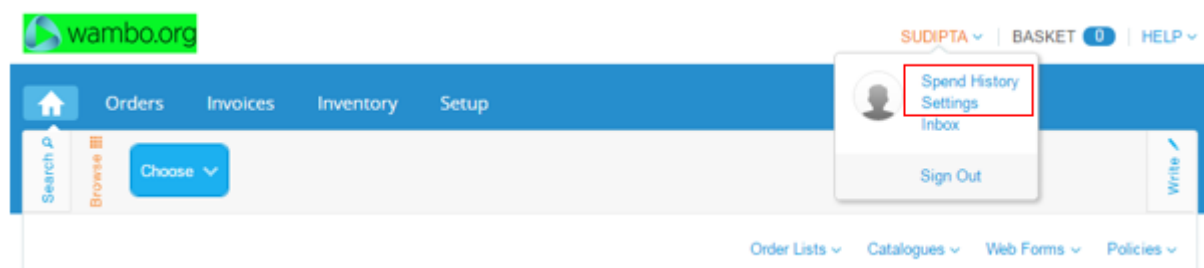 wambo.org
SUDIPTA BASKET 0 HELP
Orders Invoices Inventory Setup
Spend History
Settings
Inbox
Sign Out
Search
Browse
Choose
Write
Order Lists Catalogues Web Forms Policies